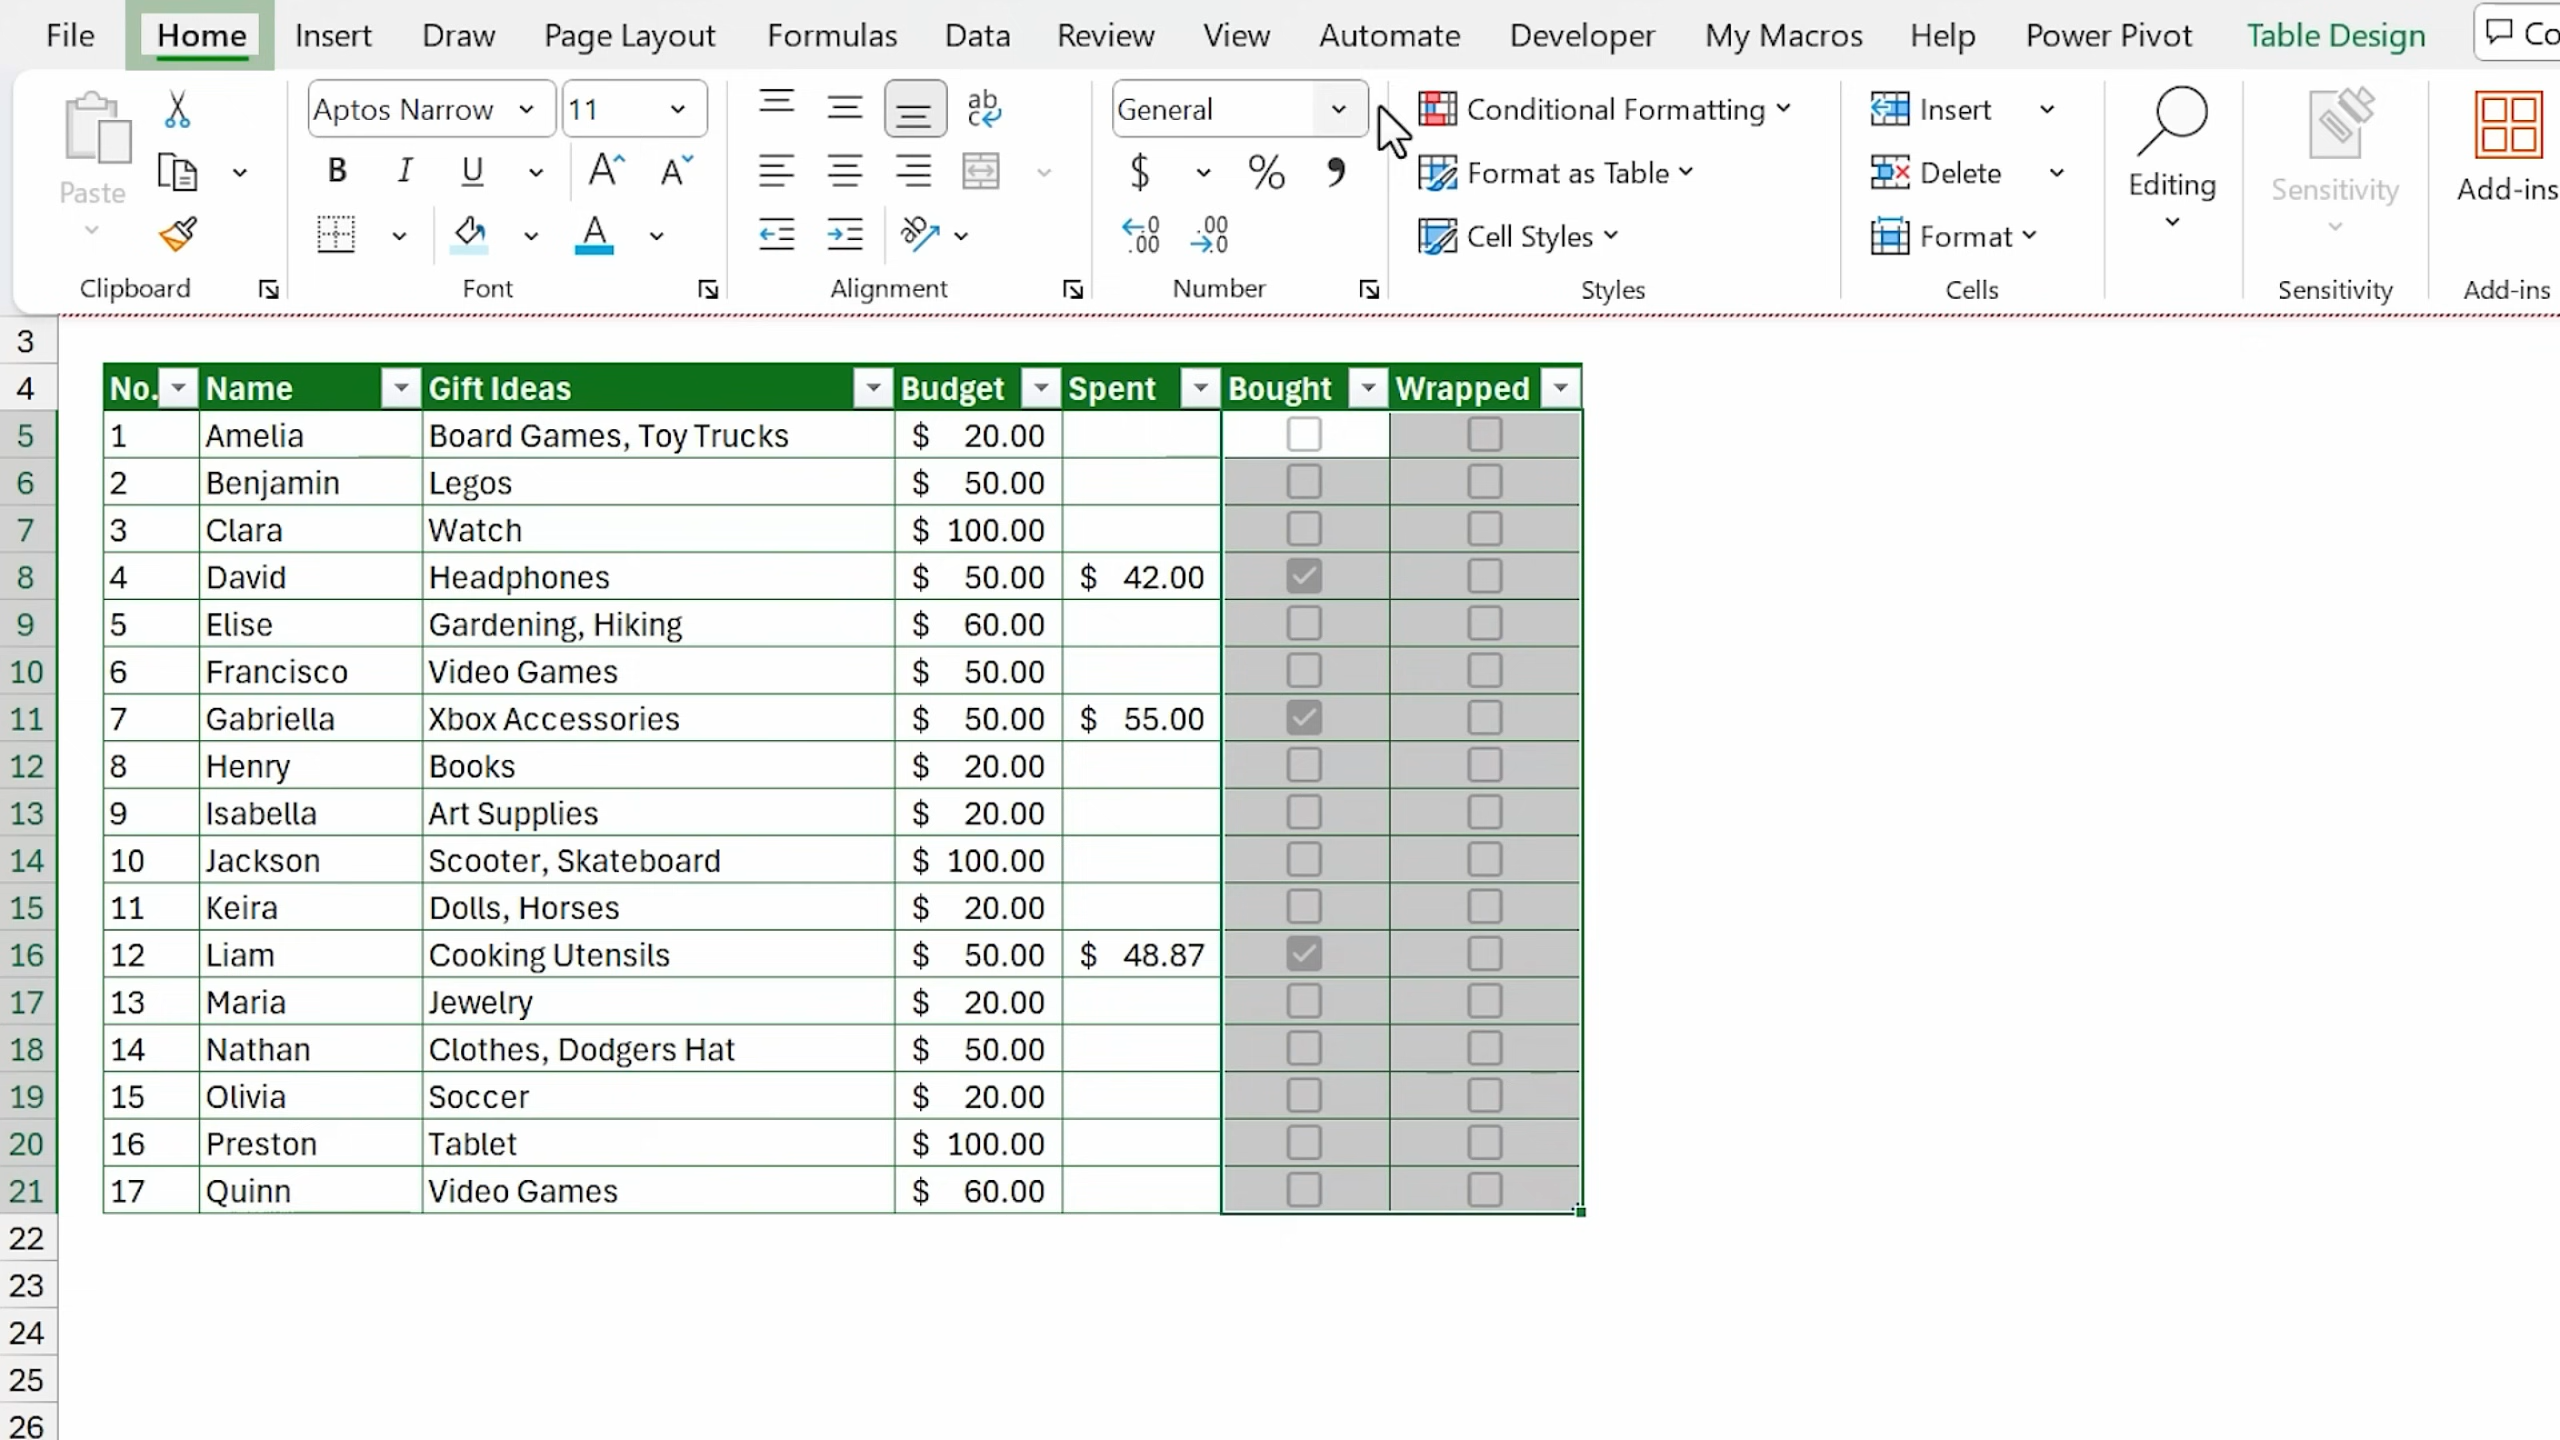 File Home Insert Draw Page Layout Formulas Data Review View Automate Developer My Macros Help Power Pivot Table Design
Aptos Narrow 11 ab c General Conditional Formatting Insert
Paste B I U A A $ % , Format as Table Delete Editing Sensitivity Add-ins
A ab .0 .00 .00 .0 Cell Styles Format
Clipboard Font Alignment Number Styles Cells Sensitivity Add-ins
3
4 No. Name Gift Ideas Budget Spent Bought Wrapped
5 1 Amelia Board Games, Toy Trucks $ 20.00
6 2 Benjamin Legos $ 50.00
7 3 Clara Watch $ 100.00
8 4 David Headphones $ 50.00 $ 42.00
9 5 Elise Gardening, Hiking $ 60.00
10 6 Francisco Video Games $ 50.00
11 7 Gabriella Xbox Accessories $ 50.00 $ 55.00
12 8 Henry Books $ 20.00
13 9 Isabella Art Supplies $ 20.00
14 10 Jackson Scooter, Skateboard $ 100.00
15 11 Keira Dolls, Horses $ 20.00
16 12 Liam Cooking Utensils $ 50.00 $ 48.87
17 13 Maria Jewelry $ 20.00
18 14 Nathan Clothes, Dodgers Hat $ 50.00
19 15 Olivia Soccer $ 20.00
20 16 Preston Tablet $ 100.00
21 17 Quinn Video Games $ 60.00
22
23
24
25
26